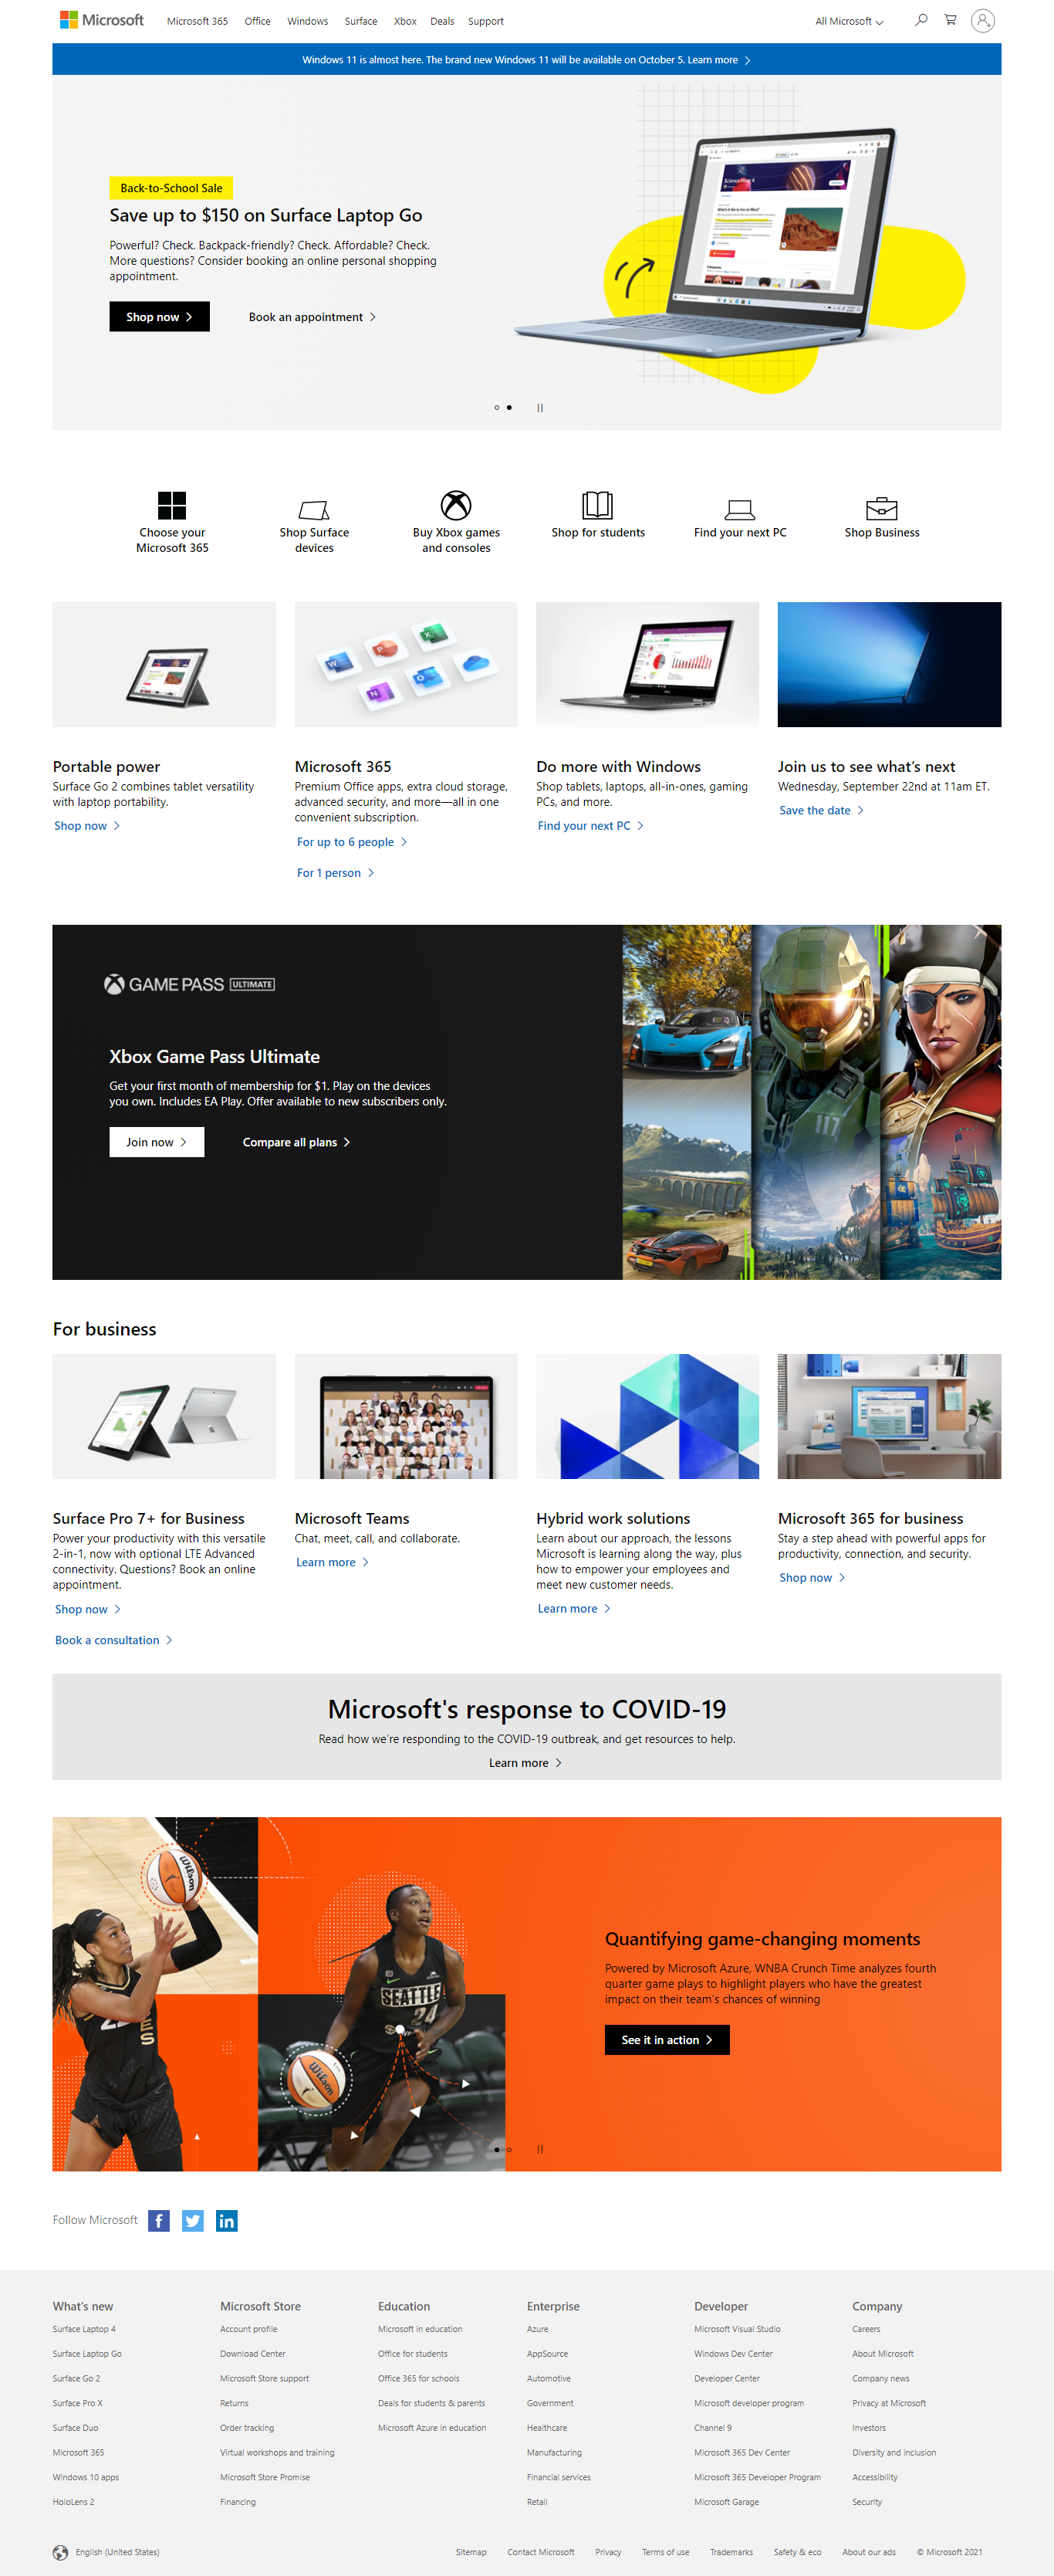 Microsoft
Microsoft 365 Office Windows Surface Xbox Deals Support
All Microsoft
Windows 11 is almost here. The brand new Windows 11 will be available on October 5. Learn more
Back-to-School Sale
Save up to $150 on Surface Laptop Go
Powerful? Check. Backpack-friendly? Check. Affordable? Check.
More questions? Consider booking an online personal shopping
appointment.
Shop now
Book an appointment
Choose your
Microsoft 365
Shop Surface
devices
Buy Xbox games
and consoles
Shop for students
Find your next PC
Shop Business
Portable power
Surface Go 2 combines tablet versatility
with laptop portability.
Shop now
Microsoft 365
Premium Office apps, extra cloud storage,
advanced security, and more—all in one
convenient subscription.
For up to 6 people
For 1 person
Do more with Windows
Shop tablets, laptops, all-in-ones, gaming
PCs, and more.
Find your next PC
Join us to see what’s next
Wednesday, September 22nd at 11am ET.
Save the date
GAME PASS ULTIMATE
117
Xbox Game Pass Ultimate
Get your first month of membership for $1. Play on the devices
you own. Includes EA Play. Offer available to new subscribers only.
Join now
Compare all plans
For business
Surface Pro 7+ for Business
Power your productivity with this versatile
2-in-1, now with optional LTE Advanced
connectivity. Questions? Book an online
appointment.
Shop now
Book a consultation
Microsoft Teams
Chat, meet, call, and collaborate.
Learn more
Hybrid work solutions
Learn about our approach, the lessons
Microsoft is learning along the way, plus
how to empower your employees and
meet new customer needs.
Learn more
Microsoft 365 for business
Stay a step ahead with powerful apps for
productivity, connection, and security.
Shop now
Microsoft's response to COVID-19
Read how we’re responding to the COVID-19 outbreak, and get resources to help.
Learn more
Wilson
SEATTLE
24
Wilson
Quantifying game-changing moments
Powered by Microsoft Azure, WNBA Crunch Time analyzes fourth
quarter game plays to highlight players who have the greatest
impact on their team’s chances of winning
See it in action
Follow Microsoft
What's new
Surface Laptop 4
Surface Laptop Go
Surface Go 2
Surface Pro X
Surface Duo
Microsoft 365
Windows 10 apps
HoloLens 2
Microsoft Store
Account profile
Download Center
Microsoft Store support
Returns
Order tracking
Virtual workshops and training
Microsoft Store Promise
Financing
Education
Microsoft in education
Office for students
Office 365 for schools
Deals for students & parents
Microsoft Azure in education
Enterprise
Azure
AppSource
Automotive
Government
Healthcare
Manufacturing
Financial services
Retail
Developer
Microsoft Visual Studio
Windows Dev Center
Developer Center
Microsoft developer program
Channel 9
Microsoft 365 Dev Center
Microsoft 365 Developer Program
Microsoft Garage
Company
Careers
About Microsoft
Company news
Privacy at Microsoft
Investors
Diversity and inclusion
Accessibility
Security
English (United States)
Sitemap Contact Microsoft Privacy Terms of use Trademarks Safety & eco About our ads © Microsoft 2021